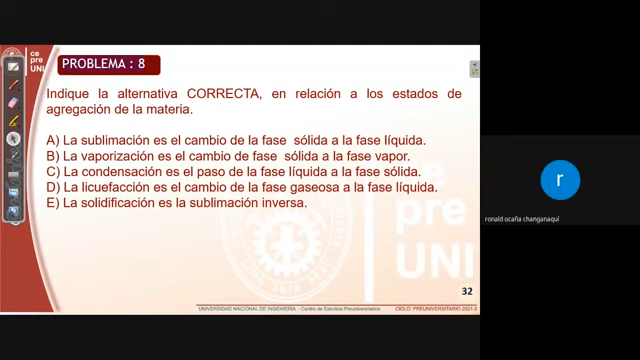 ce
pre
UNI
PROBLEMA : 8
Indique la alternativa CORRECTA, en relación a los estados de
agregación de la materia.
A) La sublimación es el cambio de la fase sólida a la fase líquida.
B) La vaporización es el cambio de fase sólida a la fase vapor.
C) La condensación es el paso de la fase líquida a la fase sólida.
D) La licuefacción es el cambio de la fase gaseosa a la fase líquida.
E) La solidificación es la sublimación inversa.
ce
pre
UNI
32
UNIVERSIDAD NACIONAL DE INGENIERÍA – Centro de Estudios Preuniversitarios
CICLO: PREUNIVERSITARIO 2021-2
r
ronald ocaña changanaquí